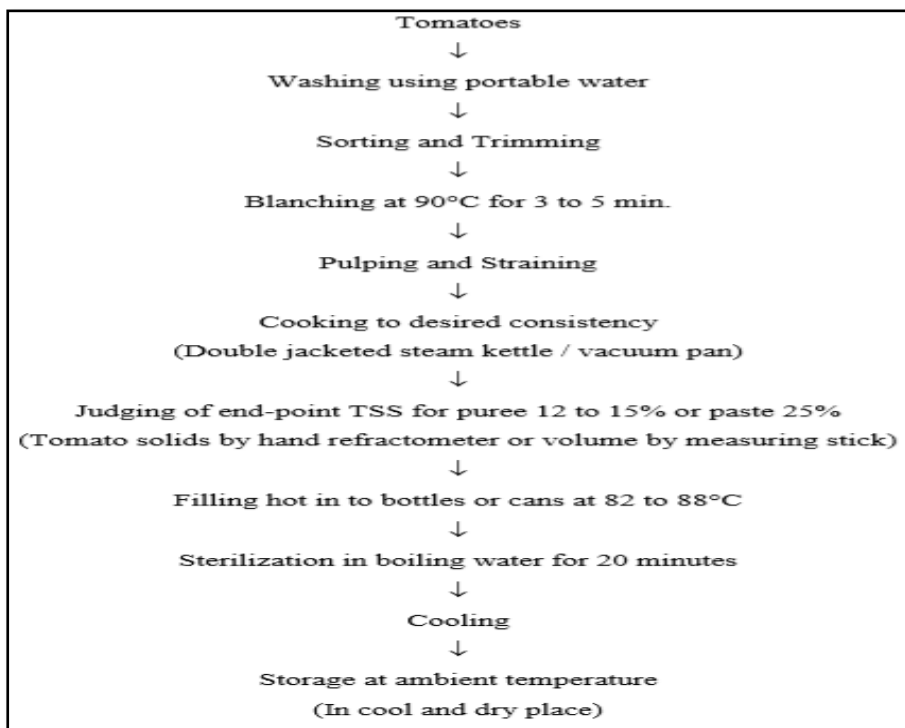 Tomatoes
↓
Washing using portable water
↓
Sorting and Trimming
↓
Blanching at 90°C for 3 to 5 min.
↓
Pulping and Straining
↓
Cooking to desired consistency
(Double jacketed steam kettle / vacuum pan)
↓
Judging of end-point TSS for puree 12 to 15% or paste 25%
(Tomato solids by hand refractometer or volume by measuring stick)
↓
Filling hot in to bottles or cans at 82 to 88°C
↓
Sterilization in boiling water for 20 minutes
↓
Cooling
↓
Storage at ambient temperature
(In cool and dry place)